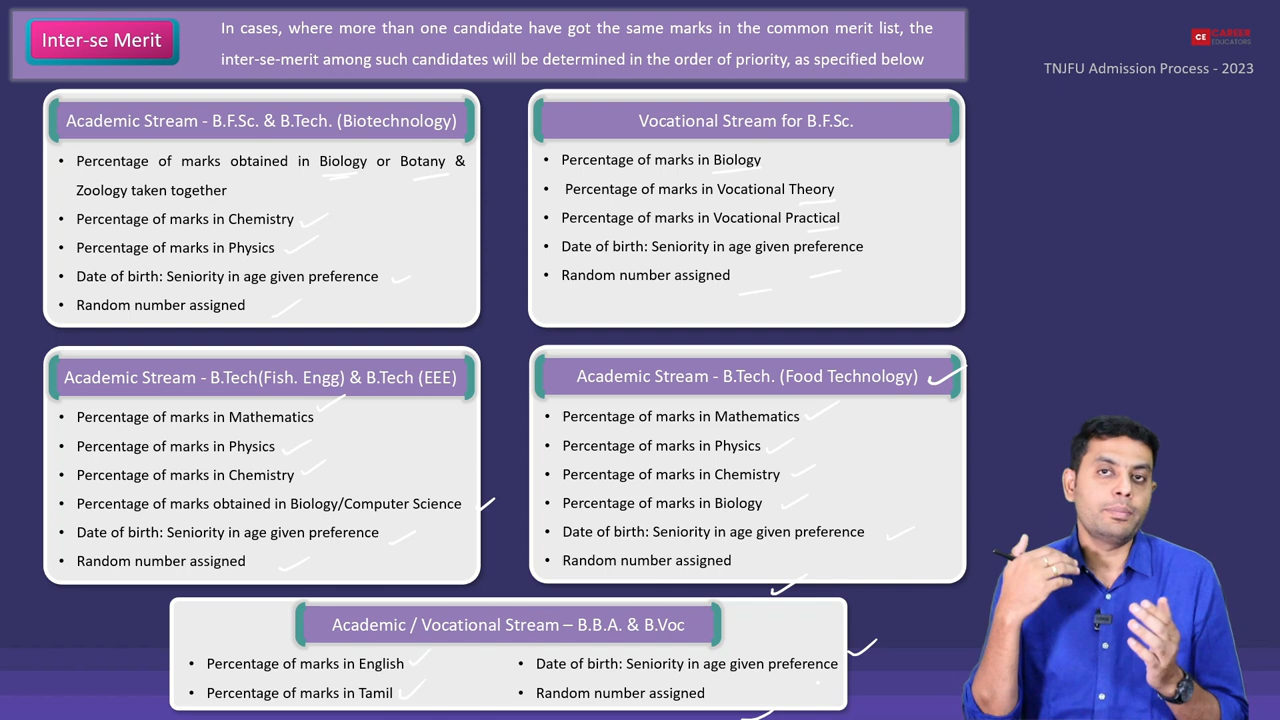 Inter-se Merit
In cases, where more than one candidate have got the same marks in the common merit list, the
inter-se-merit among such candidates will be determined in the order of priority, as specified below
CE CAREER
EDUCATORS
TNJFU Admission Process - 2023
Academic Stream - B.F.Sc. & B.Tech. (Biotechnology)
• Percentage of marks obtained in Biology or Botany &
Zoology taken together
• Percentage of marks in Chemistry
• Percentage of marks in Physics
• Date of birth: Seniority in age given preference
• Random number assigned
Vocational Stream for B.F.Sc.
• Percentage of marks in Biology
• Percentage of marks in Vocational Theory
• Percentage of marks in Vocational Practical
• Date of birth: Seniority in age given preference
• Random number assigned
Academic Stream - B.Tech(Fish. Engg) & B.Tech (EEE)
• Percentage of marks in Mathematics
• Percentage of marks in Physics
• Percentage of marks in Chemistry
• Percentage of marks obtained in Biology/Computer Science
• Date of birth: Seniority in age given preference
• Random number assigned
Academic Stream - B.Tech. (Food Technology)
• Percentage of marks in Mathematics
• Percentage of marks in Physics
• Percentage of marks in Chemistry
• Percentage of marks in Biology
• Date of birth: Seniority in age given preference
• Random number assigned
Academic / Vocational Stream – B.B.A. & B.Voc
• Percentage of marks in English
• Percentage of marks in Tamil
• Date of birth: Seniority in age given preference
• Random number assigned